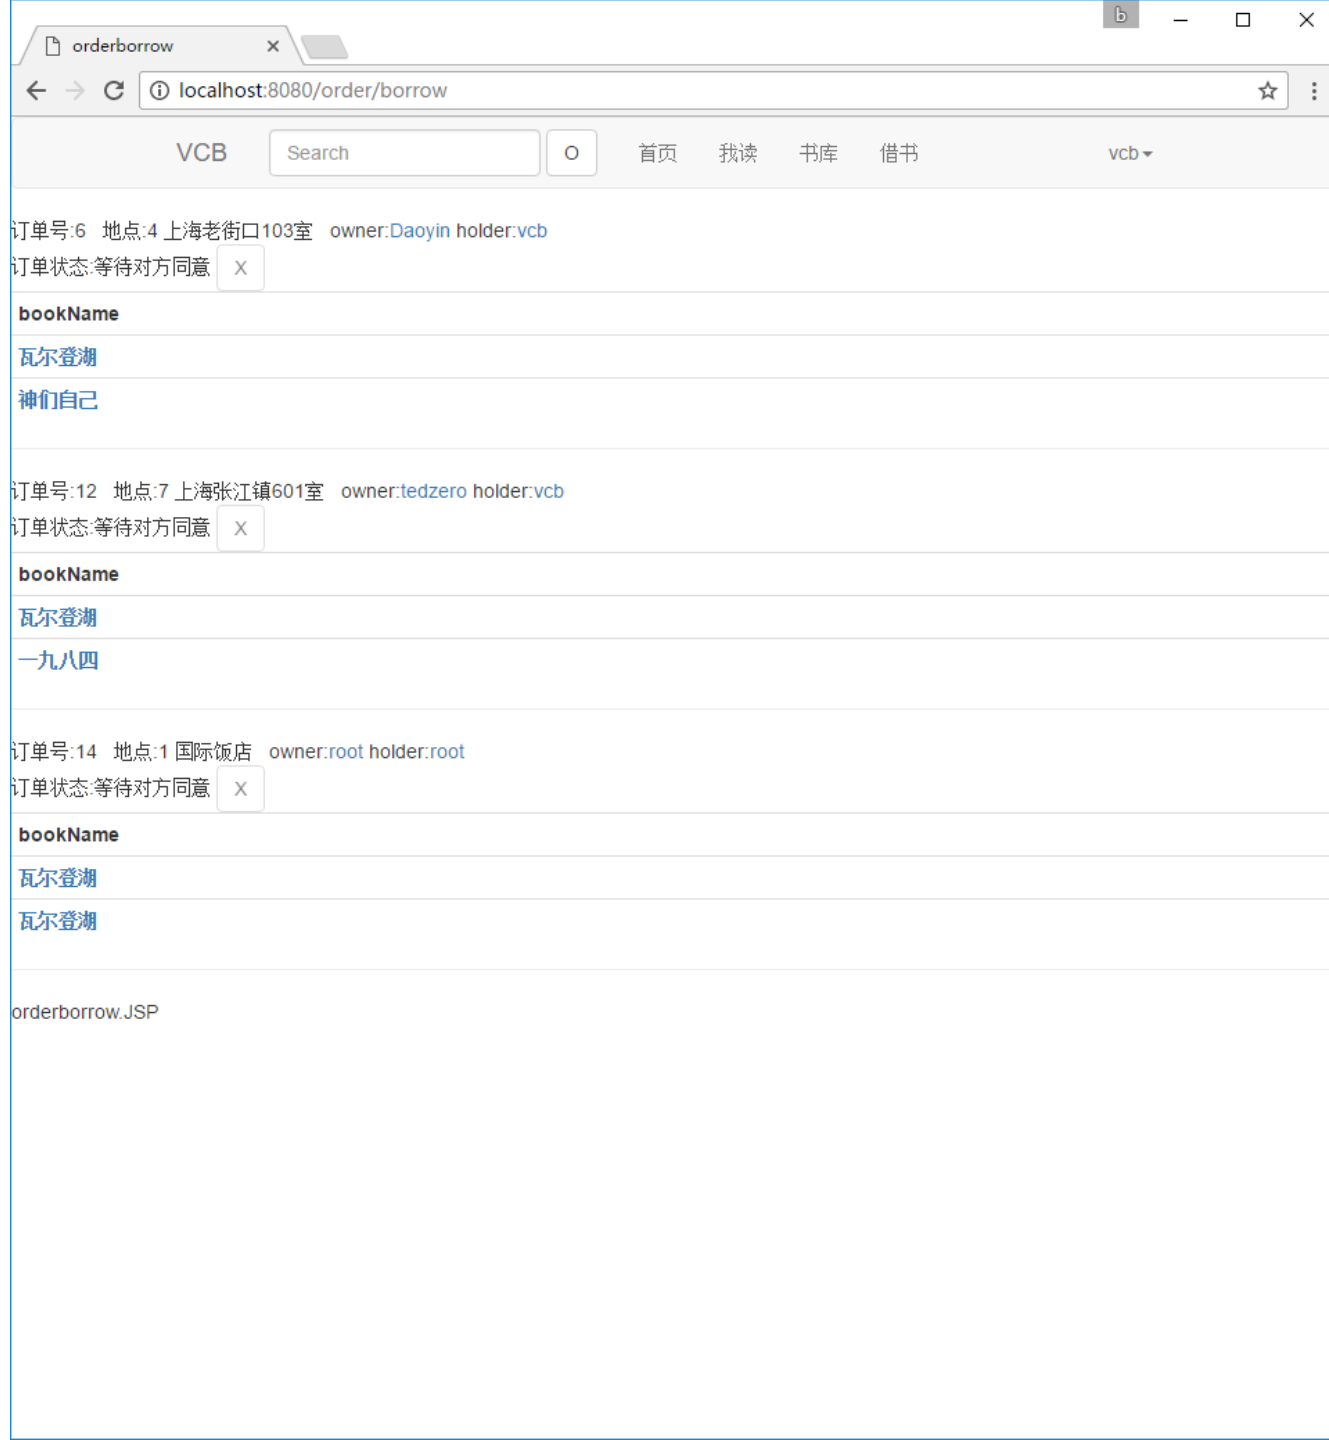 b
orderborrow
localhost:8080/order/borrow
VCB Search O 首页 我读 书库 借书 vcb
订单号:6 地点:4 上海老街口103室 owner:Daoyin holder:vcb
订单状态:等待对方同意 X
bookName
瓦尔登湖
神们自己
订单号:12 地点:7 上海张江镇601室 owner:tedzero holder:vcb
订单状态:等待对方同意 X
bookName
瓦尔登湖
一九八四
订单号:14 地点:1 国际饭店 owner:root holder:root
订单状态:等待对方同意 X
bookName
瓦尔登湖
瓦尔登湖
orderborrow.JSP